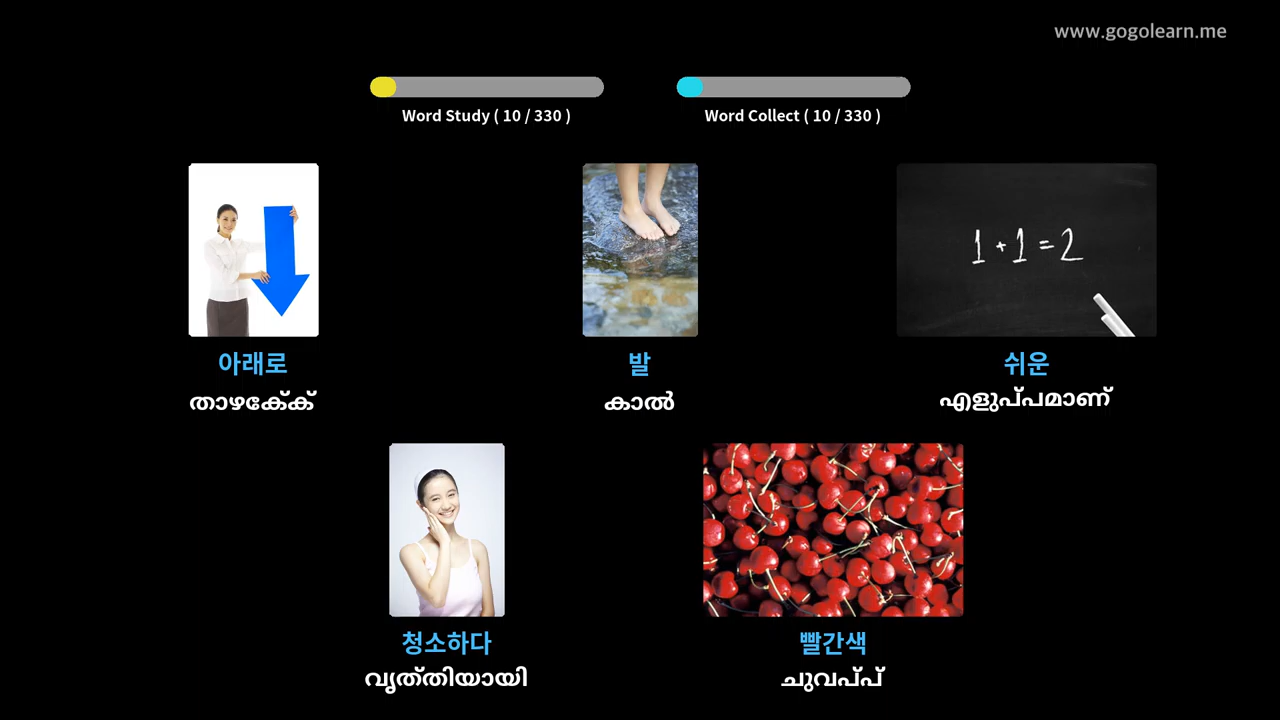 www.gogolearn.me
Word Study ( 10 / 330 )
Word Collect ( 10 / 330 )
1+1=2
아래로
താഴേക്ക്
발
കാൽ
쉬운
എളുപ്പമാണ്
청소하다
വൃത്തിയായി
빨간색
ചുവപ്പ്